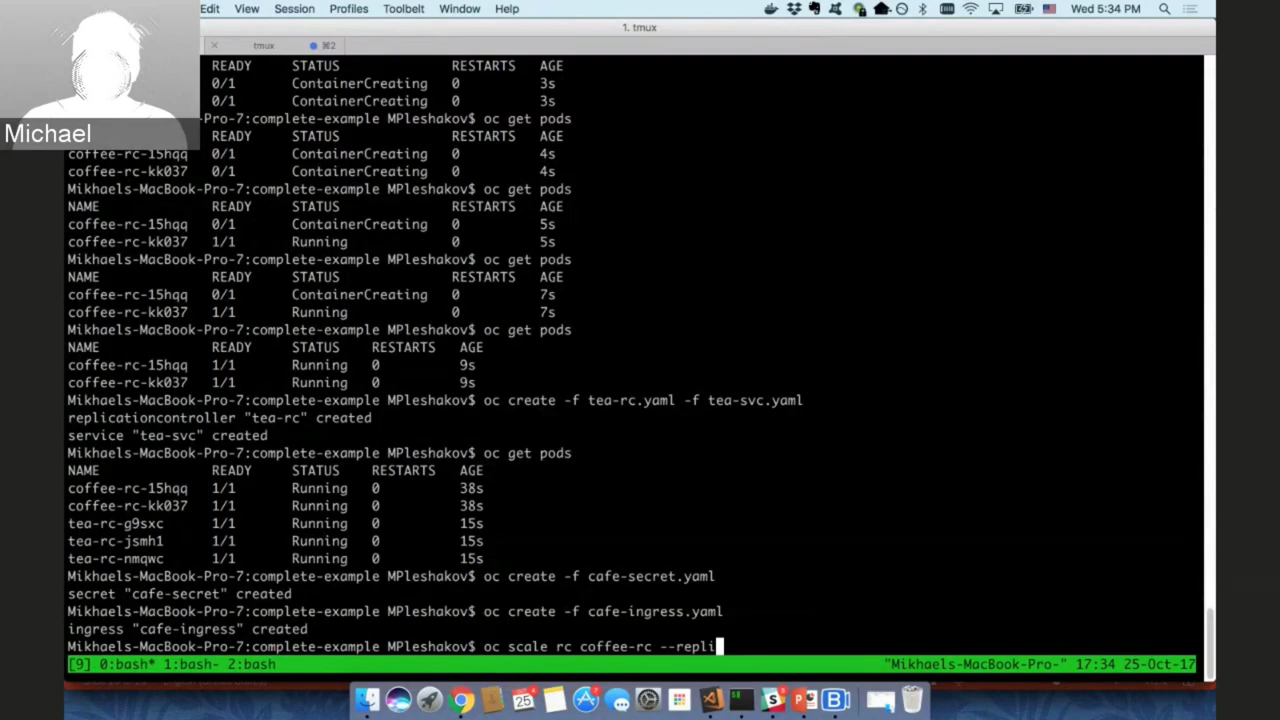 Edit View Session Profiles Toolbelt Window Help Wed 5:34 PM
1. tmux
tmux ⌘2
READY STATUS RESTARTS AGE
0/1 ContainerCreating 0 3s
0/1 ContainerCreating 0 3s
Michael
-Pro-7:complete-example MPleshakov$ oc get pods
READY STATUS RESTARTS AGE
coffee-rc-15hqq 0/1 ContainerCreating 0 4s
coffee-rc-kk037 0/1 ContainerCreating 0 4s
Mikhaels-MacBook-Pro-7:complete-example MPleshakov$ oc get pods
NAME READY STATUS RESTARTS AGE
coffee-rc-15hqq 0/1 ContainerCreating 0 5s
coffee-rc-kk037 1/1 Running 0 5s
Mikhaels-MacBook-Pro-7:complete-example MPleshakov$ oc get pods
NAME READY STATUS RESTARTS AGE
coffee-rc-15hqq 0/1 ContainerCreating 0 7s
coffee-rc-kk037 1/1 Running 0 7s
Mikhaels-MacBook-Pro-7:complete-example MPleshakov$ oc get pods
NAME READY STATUS RESTARTS AGE
coffee-rc-15hqq 1/1 Running 0 9s
coffee-rc-kk037 1/1 Running 0 9s
Mikhaels-MacBook-Pro-7:complete-example MPleshakov$ oc create -f tea-rc.yaml -f tea-svc.yaml
replicationcontroller "tea-rc" created
service "tea-svc" created
Mikhaels-MacBook-Pro-7:complete-example MPleshakov$ oc get pods
NAME READY STATUS RESTARTS AGE
coffee-rc-15hqq 1/1 Running 0 38s
coffee-rc-kk037 1/1 Running 0 38s
tea-rc-g9sxc 1/1 Running 0 15s
tea-rc-jsmh1 1/1 Running 0 15s
tea-rc-nmqwc 1/1 Running 0 15s
Mikhaels-MacBook-Pro-7:complete-example MPleshakov$ oc create -f cafe-secret.yaml
secret "cafe-secret" created
Mikhaels-MacBook-Pro-7:complete-example MPleshakov$ oc create -f cafe-ingress.yaml
ingress "cafe-ingress" created
Mikhaels-MacBook-Pro-7:complete-example MPleshakov$ oc scale rc coffee-rc --repli
[9] 0:bash* 1:bash- 2:bash "Mikhaels-MacBook-Pro-" 17:34 25-Oct-17
25